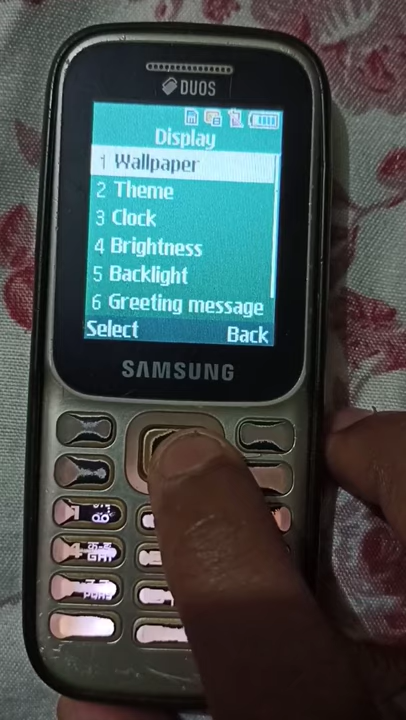 DUOS
Display
1 Wallpaper
2 Theme
3 Clock
4 Brightness
5 Backlight
6 Greeting message
Select Back
SAMSUNG